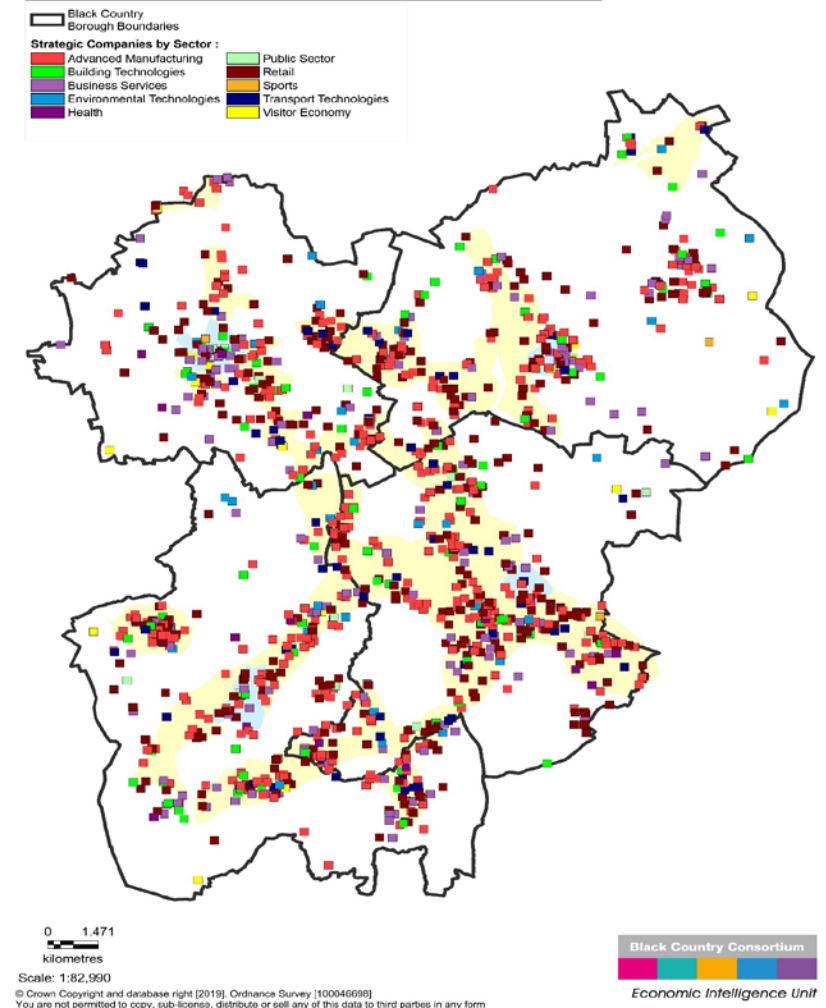 Black Country
Borough Boundaries
Strategic Companies by Sector :
Advanced Manufacturing
Building Technologies
Business Services
Environmental Technologies
Health
Public Sector
Retail
Sports
Transport Technologies
Visitor Economy
0 1.471
kilometres
Scale: 1:82,990
© Crown Copyright and database right [2019]. Ordnance Survey [100046698]
You are not permitted to copy, sub-license, distribute or sell any of this data to third parties in any form
Black Country Consortium
Economic Intelligence Unit